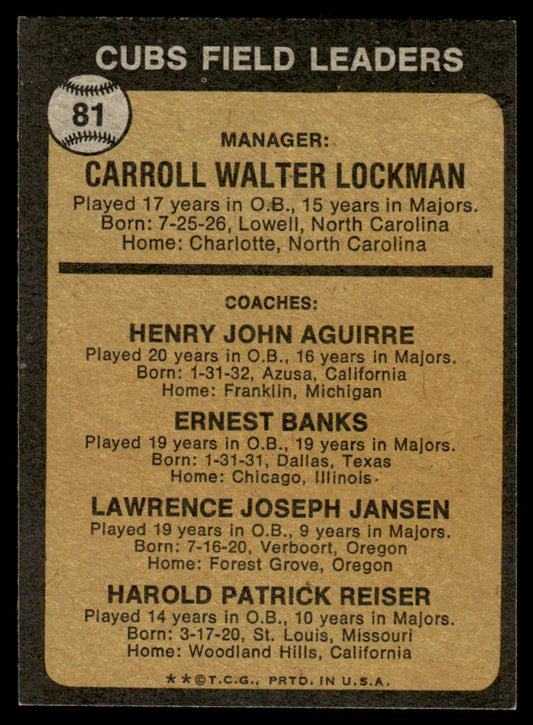 CUBS FIELD LEADERS
81
MANAGER:
CARROLL WALTER LOCKMAN
Played 17 years in O.B., 15 years in Majors.
Born: 7-25-26, Lowell, North Carolina
Home: Charlotte, North Carolina
COACHES:
HENRY JOHN AGUIRRE
Played 20 years in O.B., 16 years in Majors.
Born: 1-31-32, Azusa, California
Home: Franklin, Michigan
ERNEST BANKS
Played 19 years in O.B., 19 years in Majors.
Born: 1-31-31, Dallas, Texas
Home: Chicago, Illinois
LAWRENCE JOSEPH JANSEN
Played 19 years in O.B., 9 years in Majors.
Born: 7-16-20, Verboort, Oregon
Home: Forest Grove, Oregon
HAROLD PATRICK REISER
Played 14 years in O.B., 10 years in Majors.
Born: 3-17-20, St. Louis, Missouri
Home: Woodland Hills, California
**©T.C.G., PRTD. IN U.S.A.